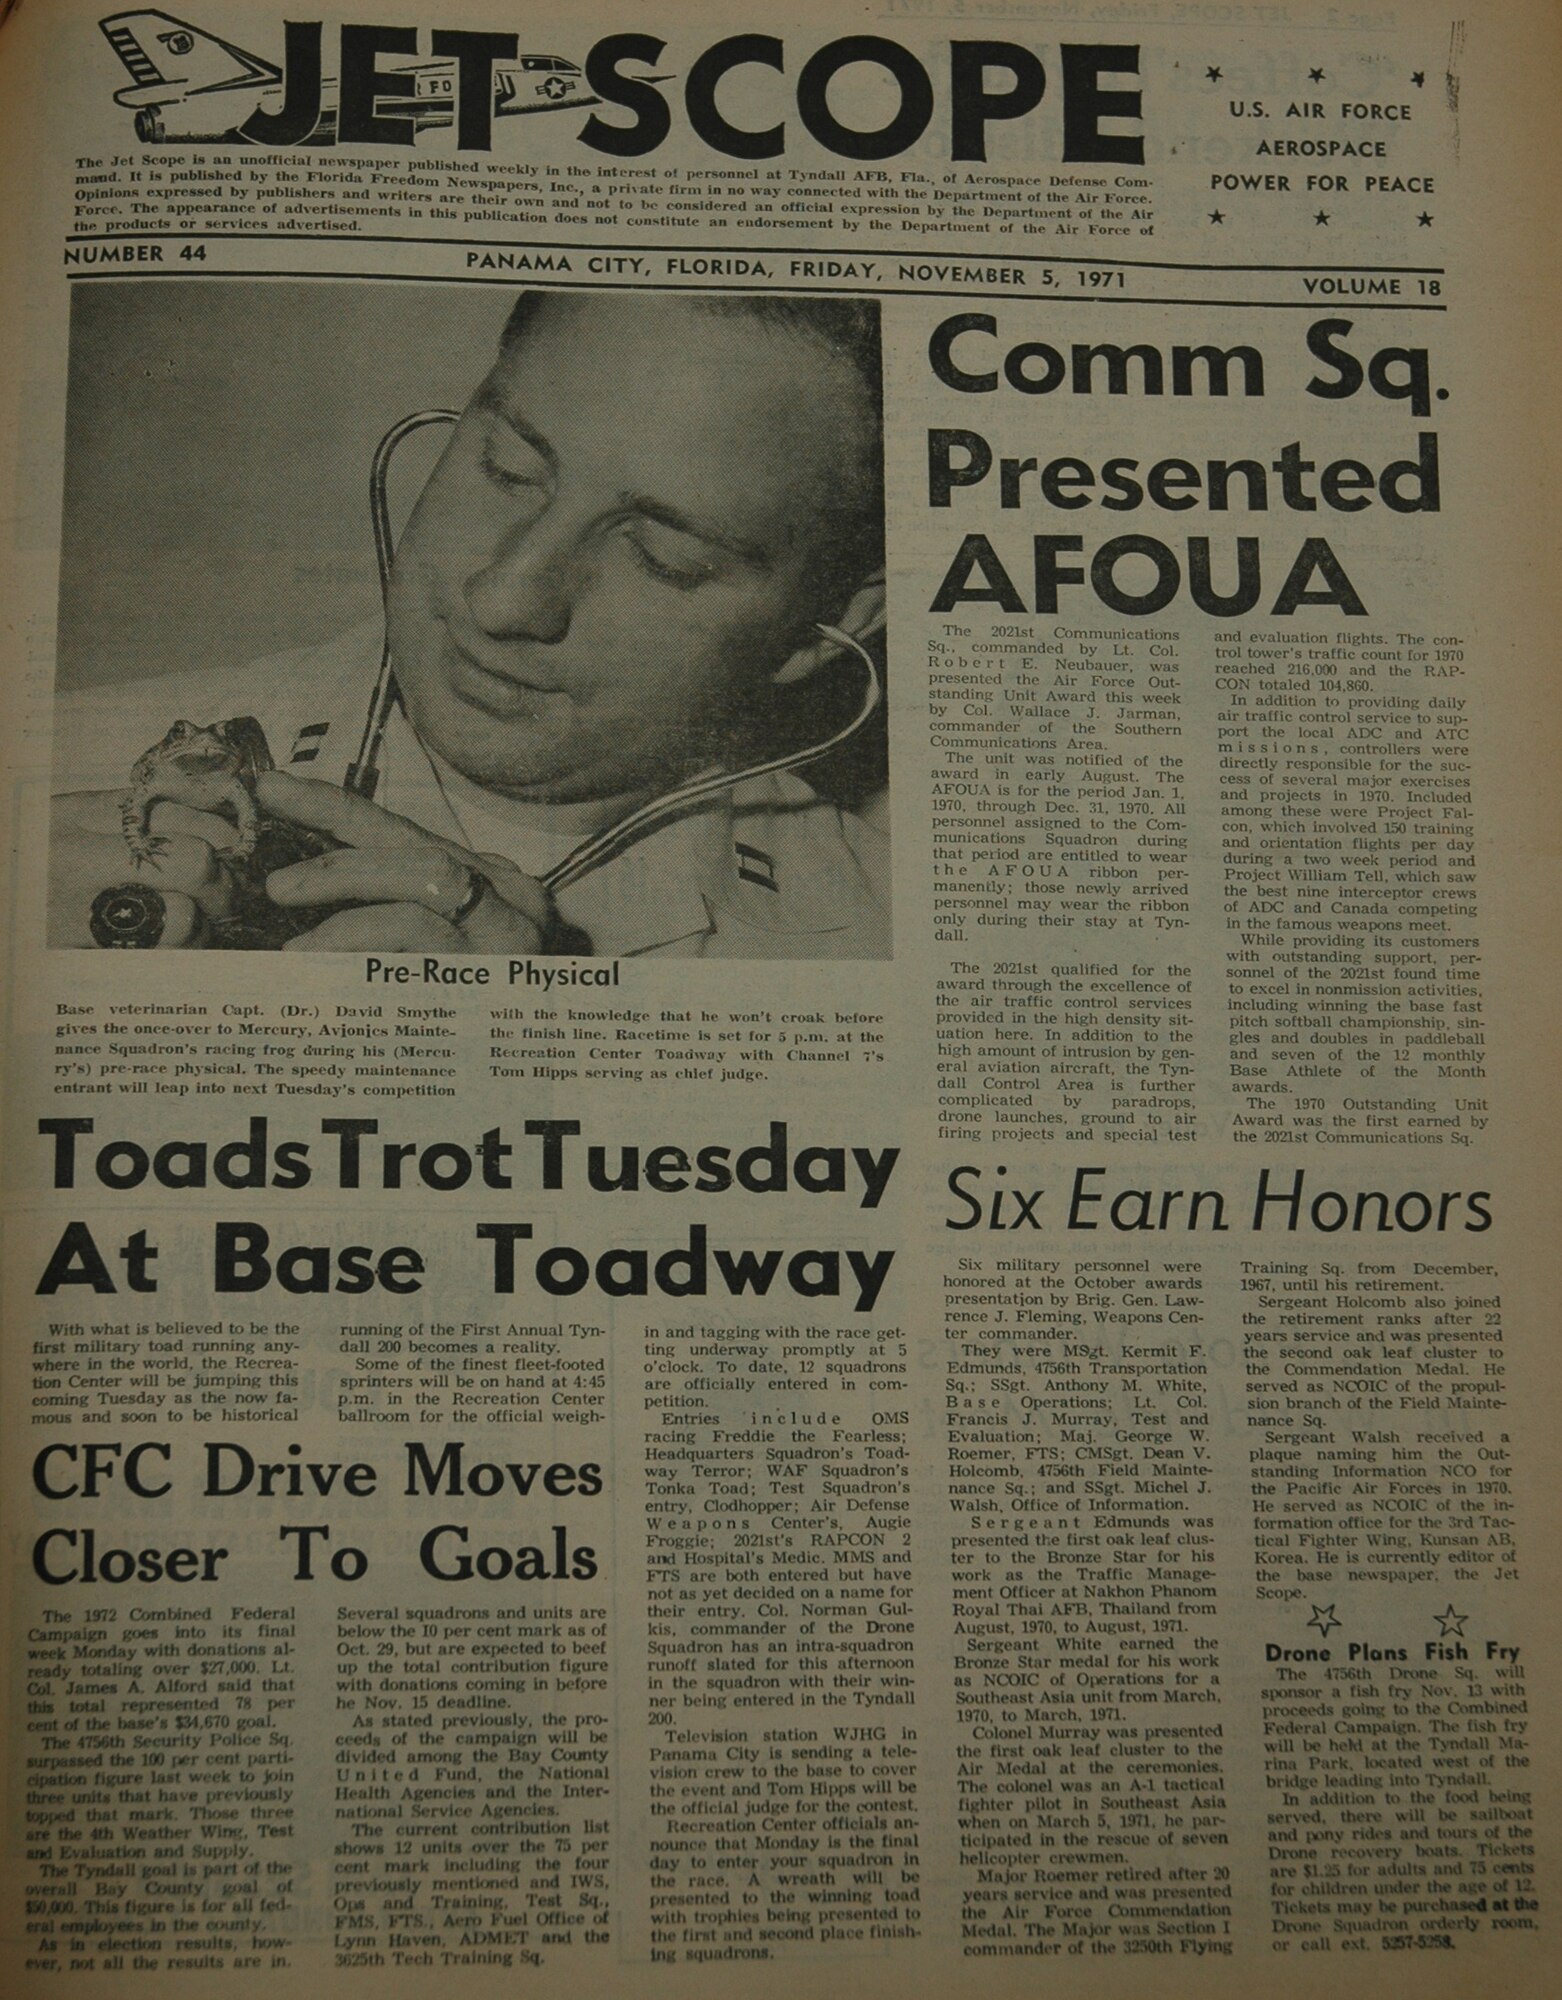 JET SCOPE
FO
The Jet Scope is an unofficial newspaper published weekly in the interest of personnel at Tyndall AFB, Fla., of Aerospace Defense Com-
mand. It is published by the Florida Freedom Newspapers, Inc., a private firm in no way connected with the Department of the Air Force.
Opinions expressed by publishers and writers are their own and not to be considered an official expression by the Department of the Air
Force. The appearance of advertisements in this publication does not constitute an endorsement by the Department of the Air Force of
the products or services advertised.
U.S. AIR FORCE
AEROSPACE
POWER FOR PEACE
NUMBER 44
PANAMA CITY, FLORIDA, FRIDAY, NOVEMBER 5, 1971
VOLUME 18
Pre-Race Physical
Base veterinarian Capt. (Dr.) David Smythe
gives the once-over to Mercury, Avionics Mainte-
nance Squadron's racing frog during his (Mercu-
ry's) pre-race physical. The speedy maintenance
entrant will leap into next Tuesday's competition
with the knowledge that he won't croak before
the finish line. Racetime is set for 5 p.m. at the
Recreation Center Toadway with Channel 7's
Tom Hipps serving as chief judge.
Comm Sq.
Presented
AFOUA
The 2021st Communications
Sq., commanded by Lt. Col.
Robert E. Neubauer, was
presented the Air Force Out-
standing Unit Award this week
by Col. Wallace J. Jarman,
commander of the Southern
Communications Area.
The unit was notified of the
award in early August. The
AFOUA is for the period Jan. 1,
1970, through Dec. 31, 1970. All
personnel assigned to the Com-
munications Squadron during
that period are entitled to wear
the AFOUA ribbon per-
manently; those newly arrived
personnel may wear the ribbon
only during their stay at Tyn-
dall.
The 2021st qualified for the
award through the excellence of
the air traffic control services
provided in the high density sit-
uation here. In addition to the
high amount of intrusion by gen-
eral aviation aircraft, the Tyn-
dall Control Area is further
complicated by paradrops,
drone launches, ground to air
firing projects and special test
and evaluation flights. The con-
trol tower's traffic count for 1970
reached 216,000 and the RAP-
CON totaled 104,860.
In addition to providing daily
air traffic control service to sup-
port the local ADC and ATC
missions, controllers were
directly responsible for the suc-
cess of several major exercises
and projects in 1970. Included
among these were Project Fal-
con, which involved 150 training
and orientation flights per day
during a two week period and
Project William Tell, which saw
the best nine interceptor crews
of ADC and Canada competing
in the famous weapons meet.
While providing its customers
with outstanding support, per-
sonnel of the 2021st found time
to excel in nonmission activities,
including winning the base fast
pitch softball championship, sin-
gles and doubles in paddleball
and seven of the 12 monthly
Base Athlete of the Month
awards.
The 1970 Outstanding Unit
Award was the first earned by
the 2021st Communications Sq.
Toads Trot Tuesday
At Base Toadway
With what is believed to be the
first military toad running any-
where in the world, the Recrea-
tion Center will be jumping this
coming Tuesday as the now fa-
mous and soon to be historical
running of the First Annual Tyn-
dall 200 becomes a reality.
Some of the finest fleet-footed
sprinters will be on hand at 4:45
p.m. in the Recreation Center
ballroom for the official weigh-
in and tagging with the race get-
ting underway promptly at 5
o'clock. To date, 12 squadrons
are officially entered in com-
petition.
Entries include OMS
racing Freddie the Fearless;
Headquarters Squadron's Toad-
way Terror; WAF Squadron's
Tonka Toad; Test Squadron's
entry, Clodhopper; Air Defense
Weapons Center's, Augie
Froggie; 2021st's RAPCON 2
and Hospital's Medic. MMS and
FTS are both entered but have
not as yet decided on a name for
their entry. Col. Norman Gul-
kis, commander of the Drone
Squadron has an intra-squadron
runoff slated for this afternoon
in the squadron with their win-
ner being entered in the Tyndall
200.
Television station WJHG in
Panama City is sending a tele-
vision crew to the base to cover
the event and Tom Hipps will be
the official judge for the contest.
Recreation Center officials an-
nounce that Monday is the final
day to enter your squadron in
the race. A wreath will be
presented to the winning toad
with trophies being presented to
the first and second place finish-
ing squadrons.
CFC Drive Moves
Closer To Goals
The 1972 Combined Federal
Campaign goes into its final
week Monday with donations al-
ready totaling over $27,000. Lt.
Col. James A. Alford said that
this total represented 78 per
cent of the base's $34,670 goal.
The 4756th Security Police Sq.
surpassed the 100 per cent parti-
cipation figure last week to join
three units that have previously
topped that mark. Those three
are the 4th Weather Wing, Test
and Evaluation and Supply.
The Tyndall goal is part of the
overall Bay County goal of
$50,000. This figure is for all fed-
eral employees in the county.
As in election results, how-
ever, not all the results are in.
Several squadrons and units are
below the 10 per cent mark as of
Oct. 29, but are expected to beef
up the total contribution figure
with donations coming in before
he Nov. 15 deadline.
As stated previously, the pro-
ceeds of the campaign will be
divided among the Bay County
United Fund, the National
Health Agencies and the Inter-
national Service Agencies.
The current contribution list
shows 12 units over the 75 per
cent mark including the four
previously mentioned and IWS,
Ops and Training, Test Sq.,
FMS, FTS., Aero Fuel Office of
Lynn Haven, ADMET and the
3625th Tech Training Sq.
Six Earn Honors
Six military personnel were
honored at the October awards
presentation by Brig. Gen. Law-
rence J. Fleming, Weapons Cen-
ter commander.
They were MSgt. Kermit F.
Edmunds, 4756th Transportation
Sq.; SSgt. Anthony M. White,
Base Operations; Lt. Col.
Francis J. Murray, Test and
Evaluation; Maj. George W.
Roemer, FTS; CMSgt. Dean V.
Holcomb, 4756th Field Mainte-
nance Sq.; and SSgt. Michel J.
Walsh, Office of Information.
Sergeant Edmunds was
presented the first oak leaf clus-
ter to the Bronze Star for his
work as the Traffic Manage-
ment Officer at Nakhon Phanom
Royal Thai AFB, Thailand from
August, 1970, to August, 1971.
Sergeant White earned the
Bronze Star medal for his work
as NCOIC of Operations for a
Southeast Asia unit from March,
1970, to March, 1971.
Colonel Murray was presented
the first oak leaf cluster to the
Air Medal at the ceremonies.
The colonel was an A-1 tactical
fighter pilot in Southeast Asia
when on March 5, 1971, he par-
ticipated in the rescue of seven
helicopter crewmen.
Major Roemer retired after 20
years service and was presented
the Air Force Commendation
Medal. The Major was Section I
commander of the 3250th Flying
Training Sq. from December,
1967, until his retirement.
Sergeant Holcomb also joined
the retirement ranks after 22
years service and was presented
the second oak leaf cluster to
the Commendation Medal. He
served as NCOIC of the propul-
sion branch of the Field Mainte-
nance Sq.
Sergeant Walsh received a
plaque naming him the Out-
standing Information NCO for
the Pacific Air Forces in 1970.
He served as NCOIC of the in-
formation office for the 3rd Tac-
tical Fighter Wing, Kunsan AB,
Korea. He is currently editor of
the base newspaper, the Jet
Scope.
Drone Plans Fish Fry
The 4756th Drone Sq. will
sponsor a fish fry Nov. 13 with
proceeds going to the Combined
Federal Campaign. The fish fry
will be held at the Tyndall Ma-
rina Park, located west of the
bridge leading into Tyndall.
In addition to the food being
served, there will be sailboat
and pony rides and tours of the
Drone recovery boats. Tickets
are $1.25 for adults and 75 cents
for children under the age of 12.
Tickets may be purchased at the
Drone Squadron orderly room,
or call ext. 5257-5258.